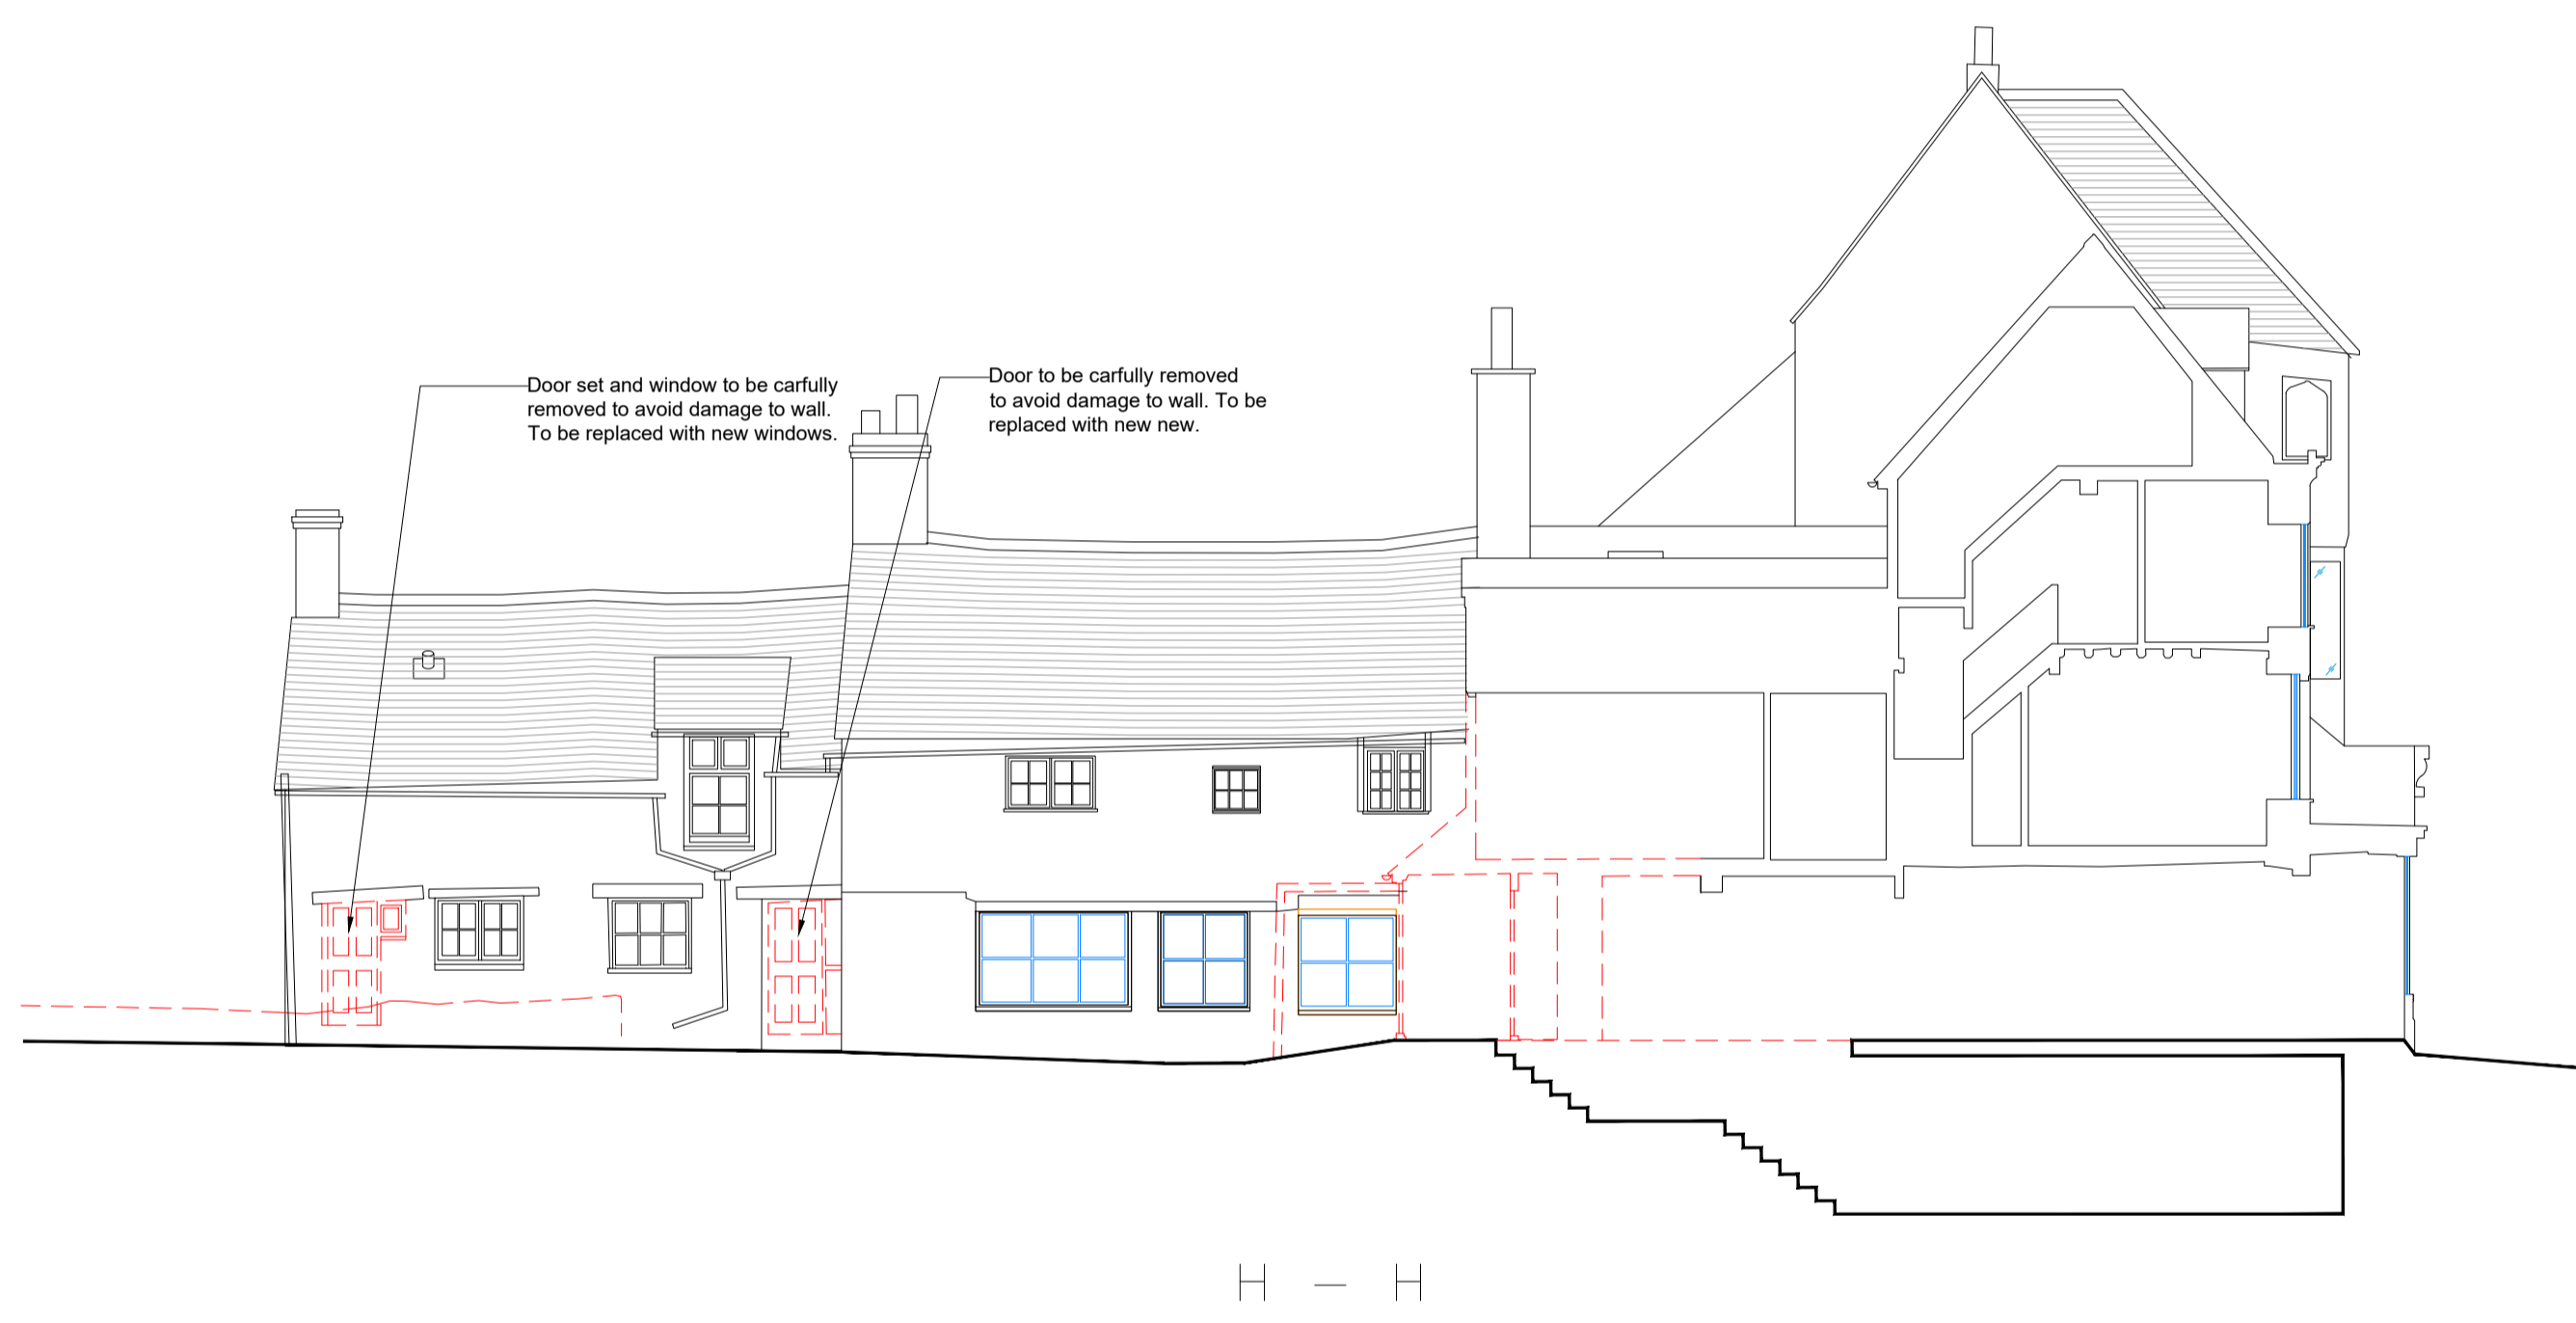 Door set and window to be carfully
removed to avoid damage to wall.
To be replaced with new windows.
Door to be carfully removed
to avoid damage to wall. To be
replaced with new new.
H — H